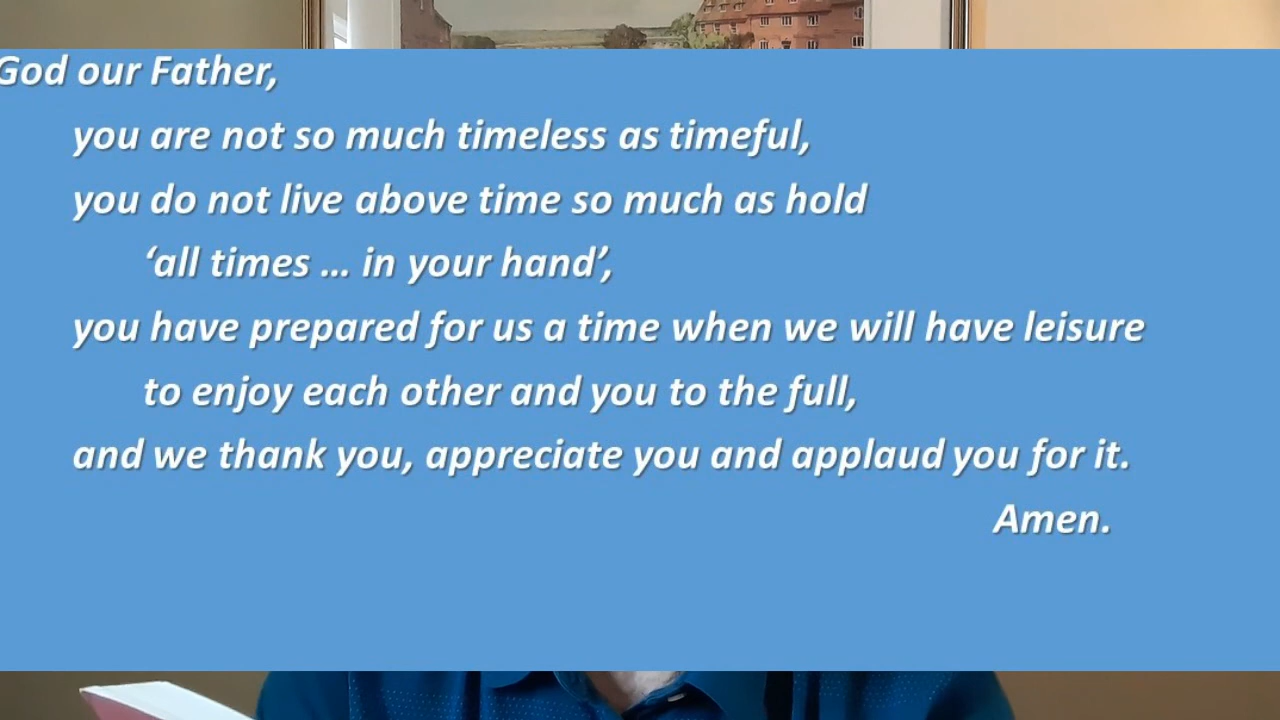 God our Father,
you are not so much timeless as timeful,
you do not live above time so much as hold
‘all times … in your hand’,
you have prepared for us a time when we will have leisure
to enjoy each other and you to the full,
and we thank you, appreciate you and applaud you for it.
Amen.